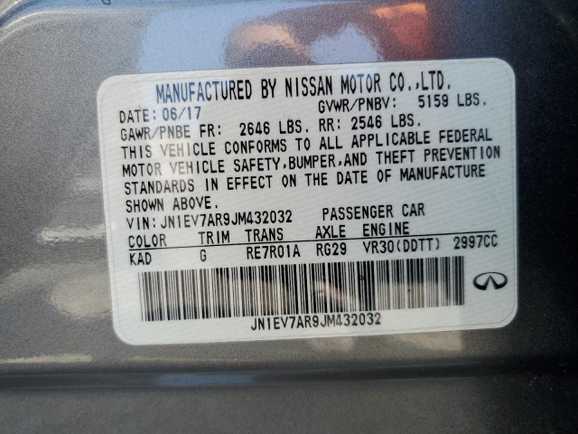 MANUFACTURED BY NISSAN MOTOR CO.,LTD.
DATE: 06/17 GVWR/PNBV: 5159 LBS.
GAWR/PNBE FR: 2646 LBS. RR: 2546 LBS.
THIS VEHICLE CONFORMS TO ALL APPLICABLE FEDERAL
MOTOR VEHICLE SAFETY,BUMPER,AND THEFT PREVENTION
STANDARDS IN EFFECT ON THE DATE OF MANUFACTURE
SHOWN ABOVE.
VIN: JN1EV7AR9JM432032 PASSENGER CAR
COLOR TRIM TRANS AXLE ENGINE
KAD G RE7R01A RG29 VR30(DDTT) 2997CC
JN1EV7AR9JM432032